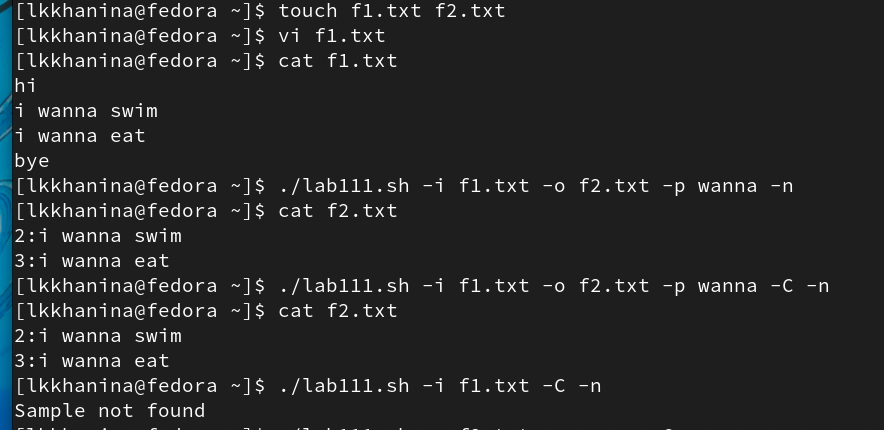 [lkkhanina@fedora ~]$ touch f1.txt f2.txt
[lkkhanina@fedora ~]$ vi f1.txt
[lkkhanina@fedora ~]$ cat f1.txt
hi
i wanna swim
i wanna eat
bye
[lkkhanina@fedora ~]$ ./lab111.sh -i f1.txt -o f2.txt -p wanna -n
[lkkhanina@fedora ~]$ cat f2.txt
2:i wanna swim
3:i wanna eat
[lkkhanina@fedora ~]$ ./lab111.sh -i f1.txt -o f2.txt -p wanna -C -n
[lkkhanina@fedora ~]$ cat f2.txt
2:i wanna swim
3:i wanna eat
[lkkhanina@fedora ~]$ ./lab111.sh -i f1.txt -C -n
Sample not found